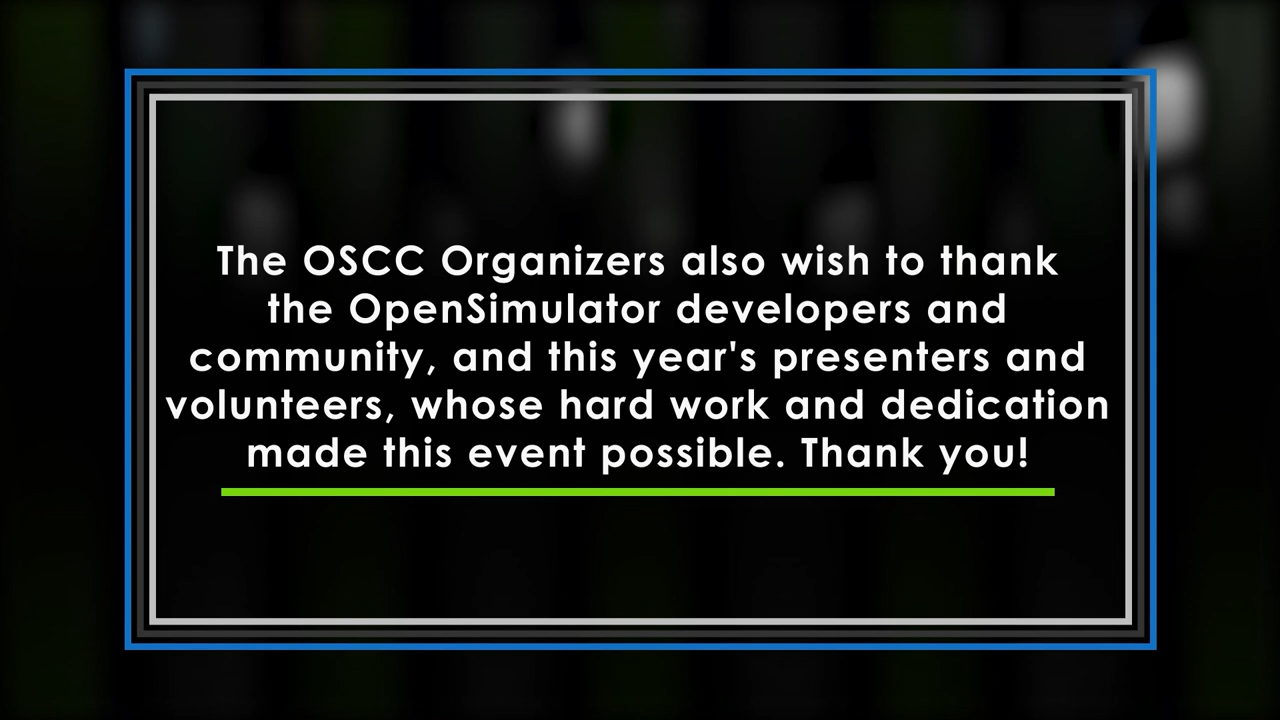 The OSCC Organizers also wish to thank
the OpenSimulator developers and
community, and this year's presenters and
volunteers, whose hard work and dedication
made this event possible. Thank you!